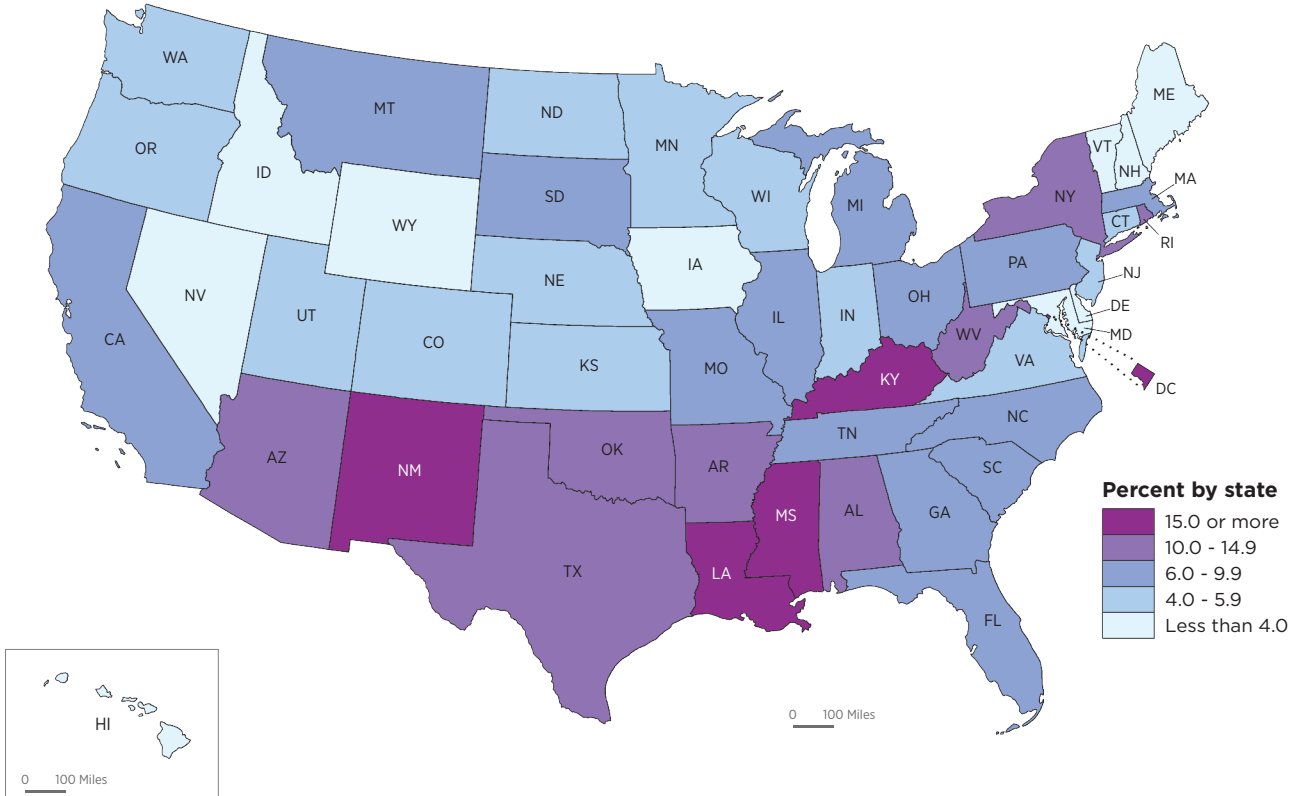 WA
MT
ND
MN
ME
OR
ID
SD
WI
MI
VT
NH
MA
NY
CT
RI
WY
NE
IA
PA
NJ
NV
UT
CO
KS
IL
IN
OH
DE
MD
CA
MO
WV
VA
KY
DC
AZ
NM
OK
AR
TN
NC
SC
MS
AL
GA
TX
LA
FL
HI
Percent by state
15.0 or more
10.0 - 14.9
6.0 - 9.9
4.0 - 5.9
Less than 4.0
0 100 Miles
0 100 Miles